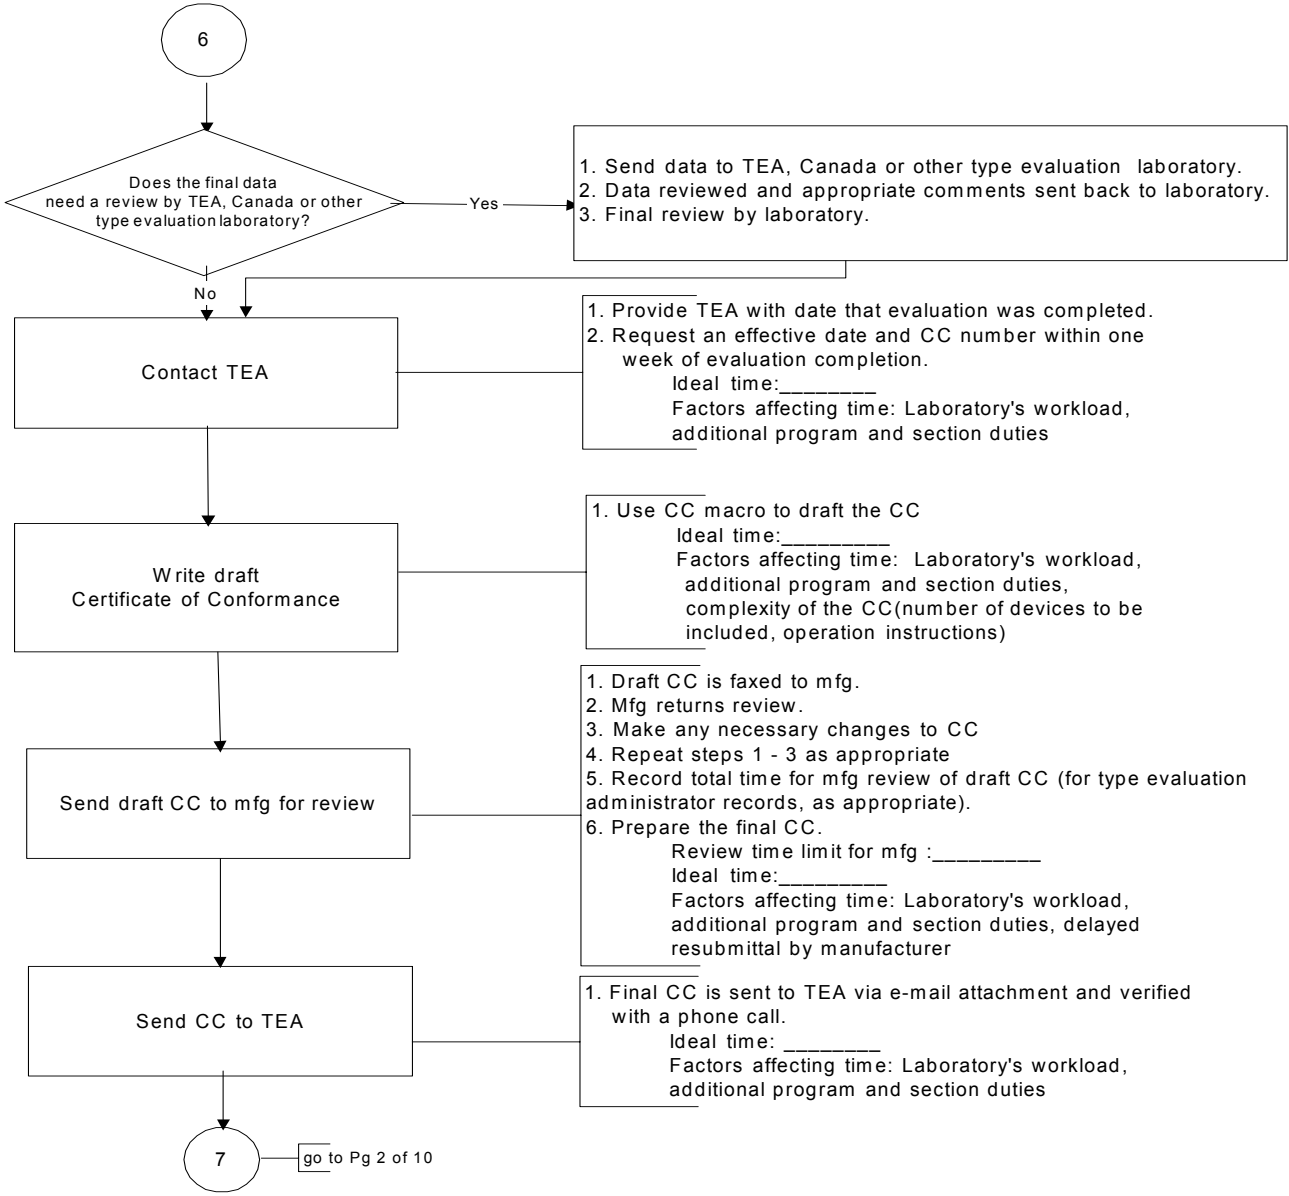 6
Does the final data
need a review by TEA, Canada or other
type evaluation laboratory?
Yes
1. Send data to TEA, Canada or other type evaluation laboratory.
2. Data reviewed and appropriate comments sent back to laboratory.
3. Final review by laboratory.
No
Contact TEA
1. Provide TEA with date that evaluation was completed.
2. Request an effective date and CC number within one
week of evaluation completion.
Ideal time:________
Factors affecting time: Laboratory's workload,
additional program and section duties
Write draft
Certificate of Conformance
1. Use CC macro to draft the CC
Ideal time:_________
Factors affecting time: Laboratory's workload,
additional program and section duties,
complexity of the CC(number of devices to be
included, operation instructions)
Send draft CC to mfg for review
1. Draft CC is faxed to mfg.
2. Mfg returns review.
3. Make any necessary changes to CC
4. Repeat steps 1 - 3 as appropriate
5. Record total time for mfg review of draft CC (for type evaluation
administrator records, as appropriate).
6. Prepare the final CC.
Review time limit for mfg :_________
Ideal time:_________
Factors affecting time: Laboratory's workload,
additional program and section duties, delayed
resubmittal by manufacturer
Send CC to TEA
1. Final CC is sent to TEA via e-mail attachment and verified
with a phone call.
Ideal time: ________
Factors affecting time: Laboratory's workload,
additional program and section duties
7
go to Pg 2 of 10